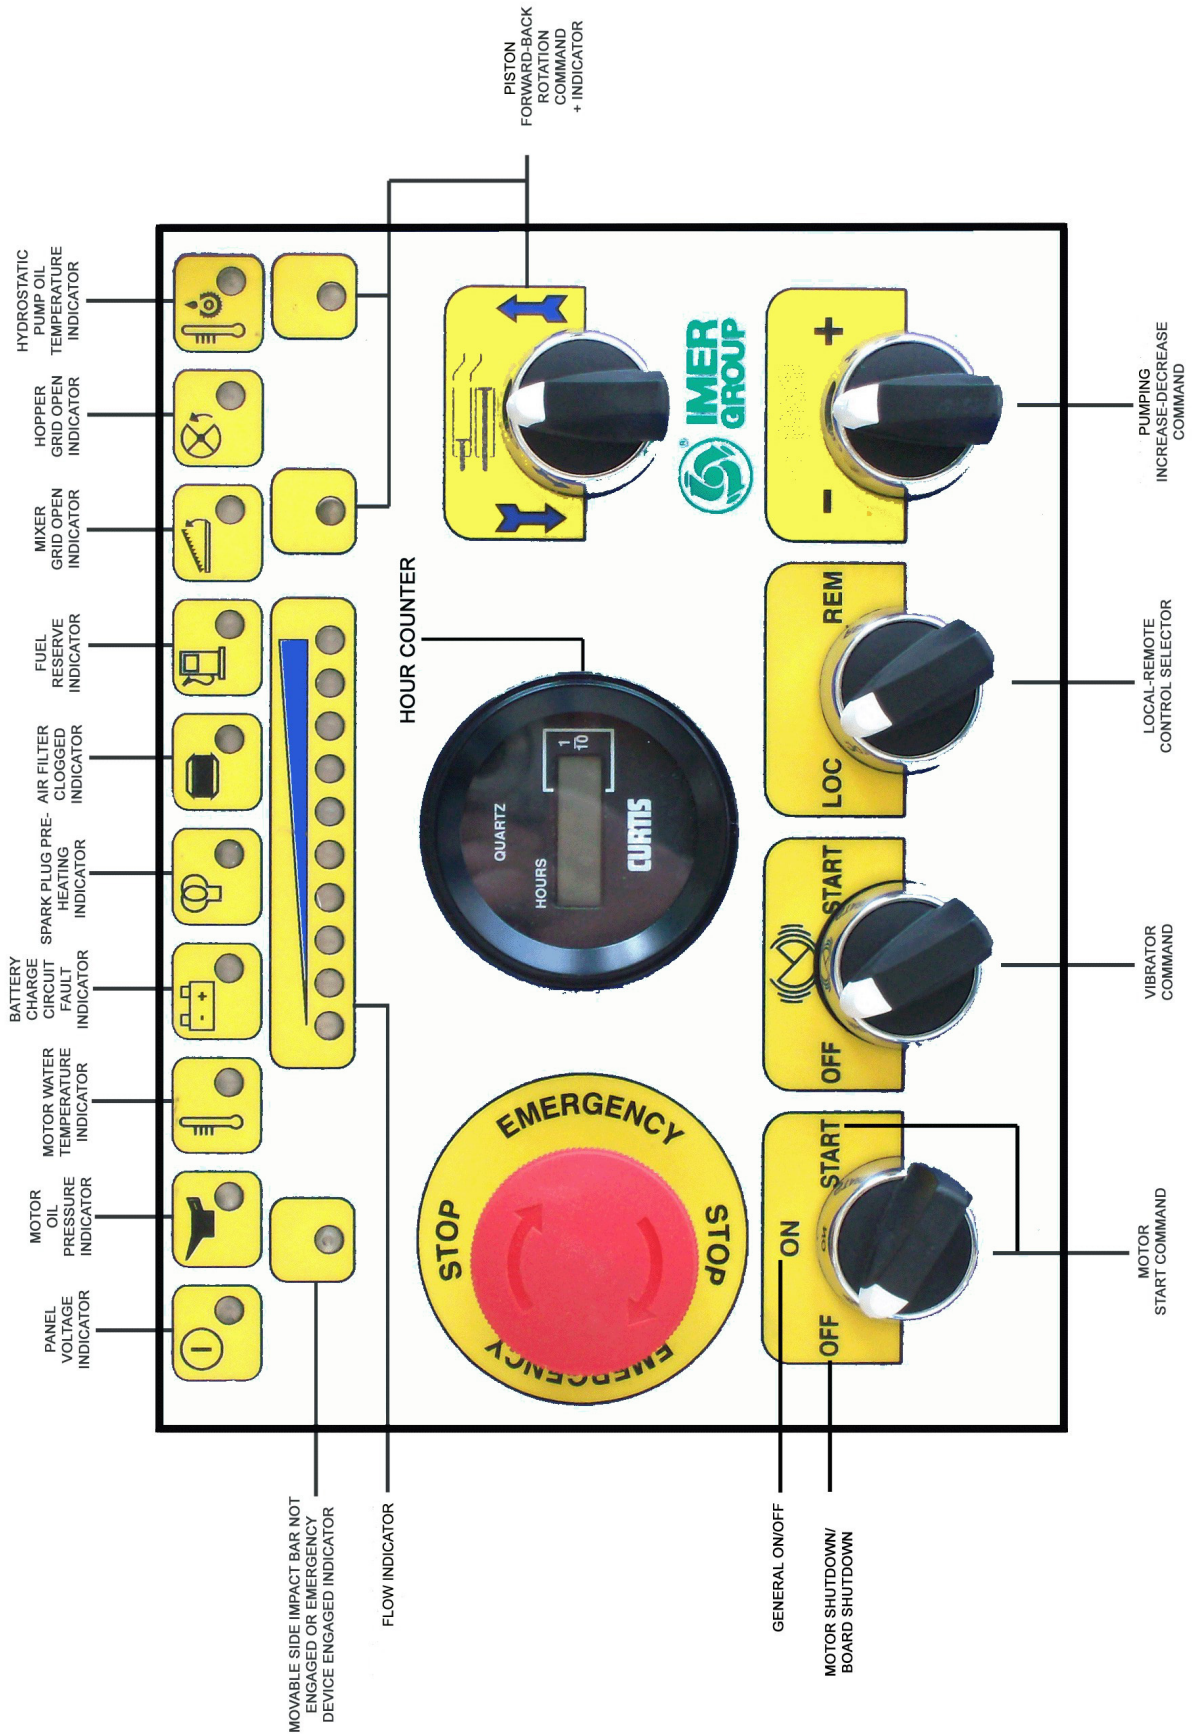 PANEL
VOLTAGE
INDICATOR
MOTOR
OIL
PRESSURE
INDICATOR
MOTOR WATER
TEMPERATURE
INDICATOR
BATTERY
CHARGE
CIRCUIT
FAULT
INDICATOR
SPARK PLUG PRE-
HEATING
INDICATOR
AIR FILTER
CLOGGED
INDICATOR
FUEL
RESERVE
INDICATOR
MIXER
GRID OPEN
INDICATOR
HOPPER
GRID OPEN
INDICATOR
HYDROSTATIC
PUMP OIL
TEMPERATURE
INDICATOR
MOVABLE SIDE IMPACT BAR NOT
ENGAGED OR EMERGENCY
DEVICE ENGAGED INDICATOR
FLOW INDICATOR
PISTON
FORWARD-BACK
ROTATION
COMMAND
+ INDICATOR
HOUR COUNTER
STOP
EMERGENCY
STOP
EMERGENCY
QUARTZ
HOURS
1
10
CURTIS
®
IMER
GROUP
GENERAL ON/OFF
MOTOR SHUTDOWN/
BOARD SHUTDOWN
ON
OFF
START
OFF
START
LOC
REM
-
+
MOTOR
START COMMAND
VIBRATOR
COMMAND
LOCAL-REMOTE
CONTROL SELECTOR
PUMPING
INCREASE-DECREASE
COMMAND